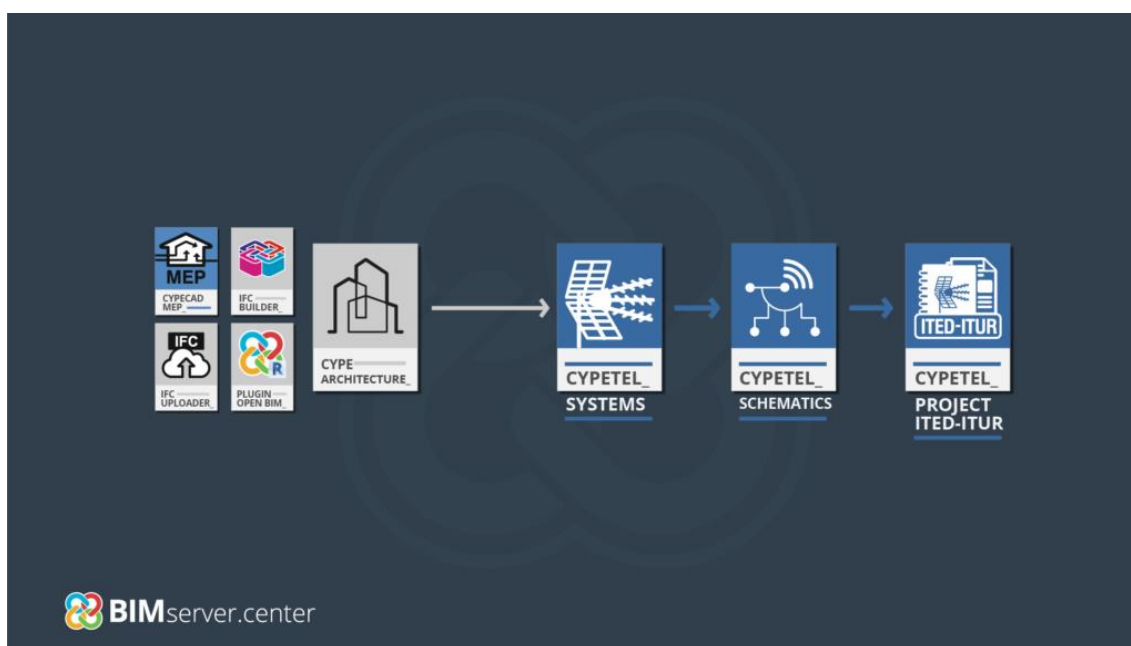 MEP
CYPECAD
MEP_
IFC
BUILDER_
IFC
IFC
UPLOADER_
R
PLUGIN
OPEN BIM_
CYPE
ARCHITECTURE_
CYPETEL_
SYSTEMS
CYPETEL_
SCHEMATICS
ITED-ITUR
CYPETEL_
PROJECT
ITED-ITUR
BIMserver.center